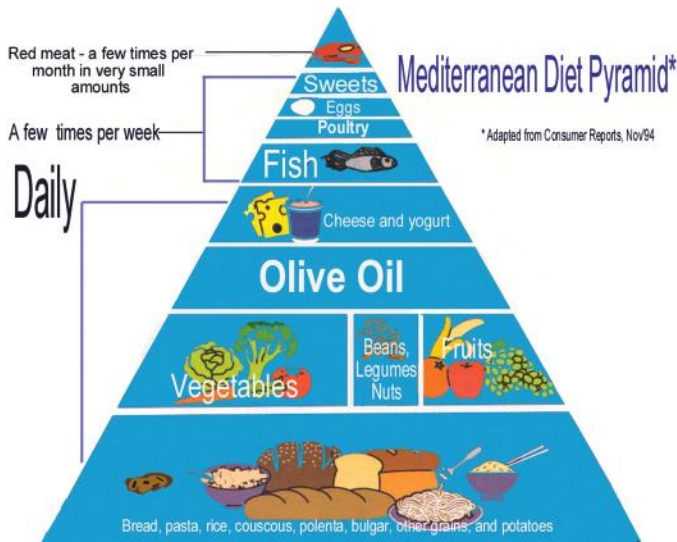 Mediterranean Diet Pyramid*
* Adapted from Consumer Reports, Nov/94
Red meat - a few times per
month in very small
amounts
Sweets
Eggs
Poultry
A few times per week
Fish
Daily
Cheese and yogurt
Olive Oil
Vegetables
Beans,
Legumes
Nuts
Fruits
Bread, pasta, rice, couscous, polenta, bulgar, other grains, and potatoes